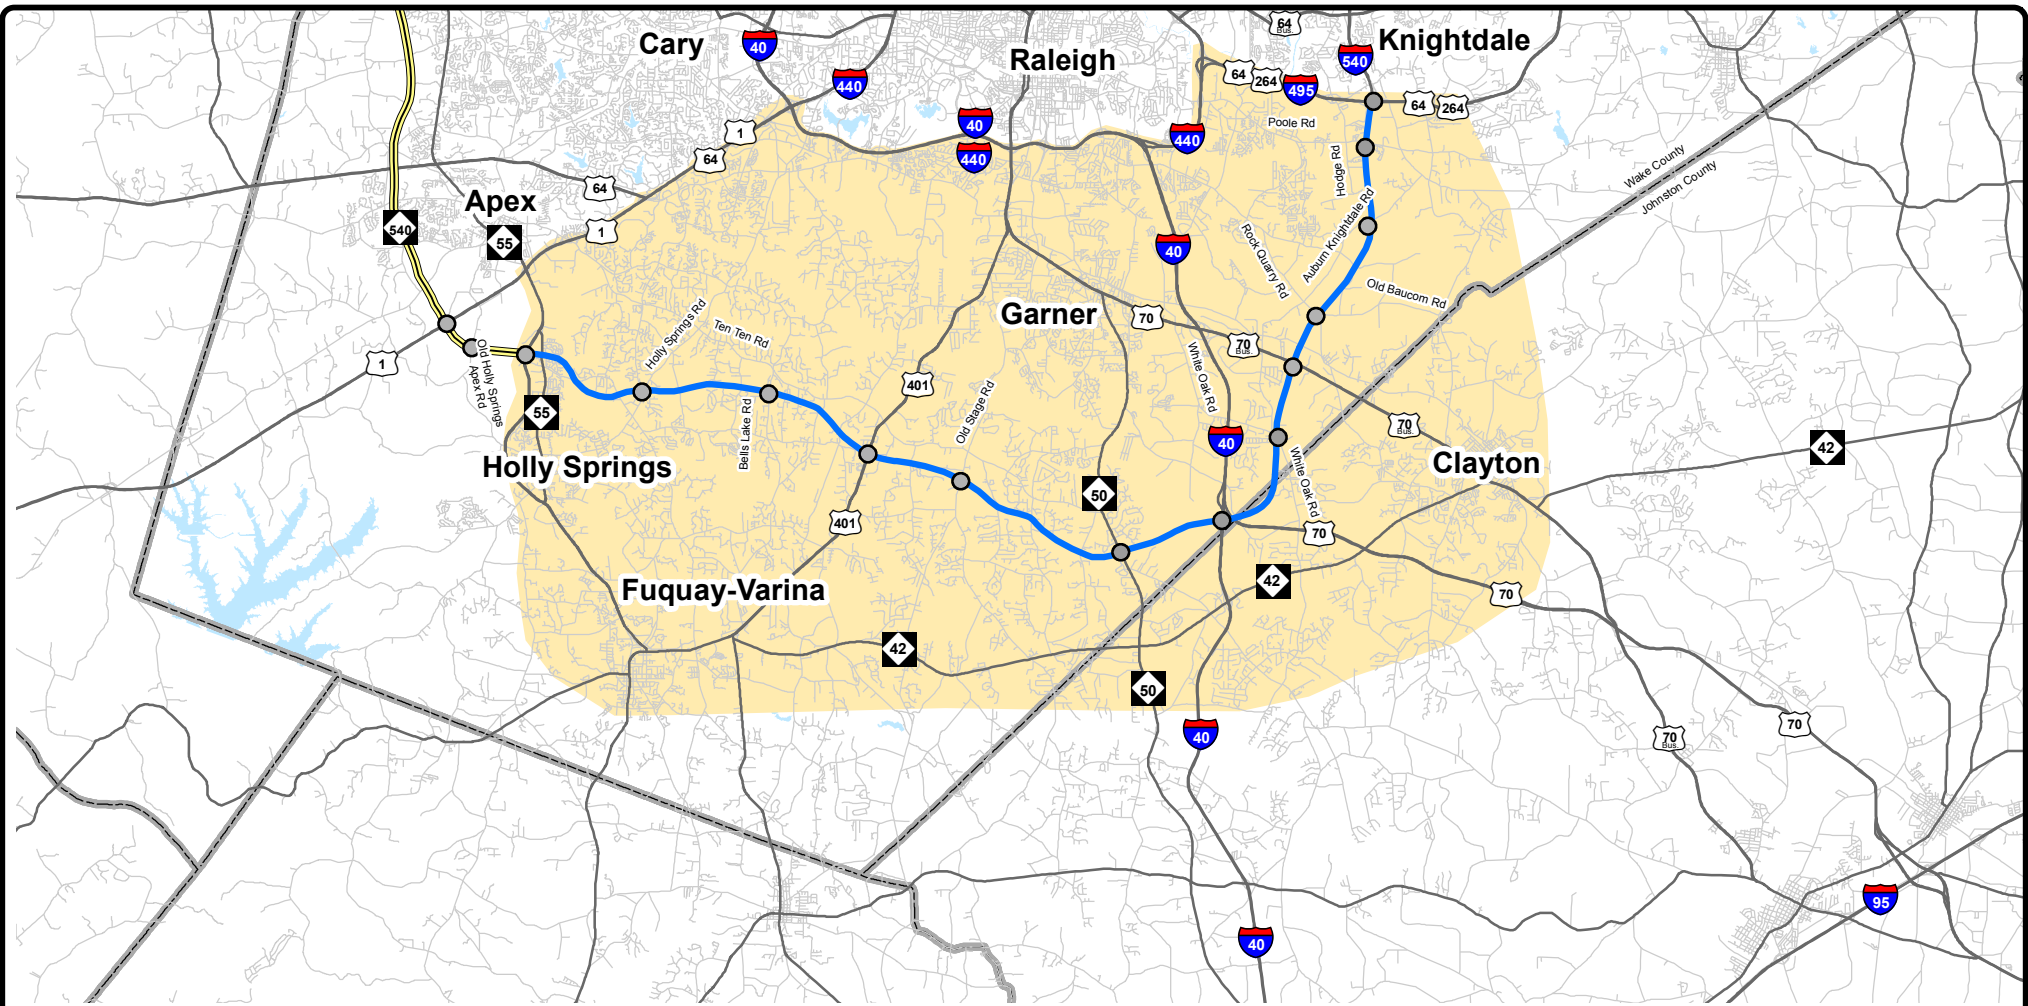 64
Bus.
Cary
40
Raleigh
540
Knightdale
440
64
264
495
64
264
40
1
Poole Rd
440
440
64
Hodge Rd
Wake County
Johnston County
64
Apex
540
55
1
40
Rock Quarry Rd
Auburn Knightdale Rd
Old Baucom Rd
Holly Springs Rd
Ten Ten Rd
Garner
70
70
Bus.
1
Old Holly Springs
Apex Rd
55
401
White Oak Rd
Old Stage Rd
Bells Lake Rd
70
Bus.
40
42
Holly Springs
Clayton
White Oak Rd
50
401
70
Fuquay-Varina
42
70
42
50
40
70
Bus.
70
95
40